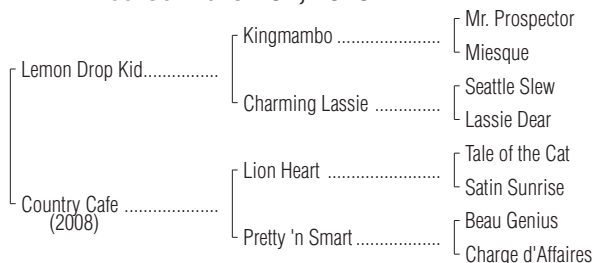 Kingmambo ................... Mr. Prospector
Miesque
Lemon Drop Kid...............
Charming Lassie ............. Seattle Slew
Lassie Dear
Lion Heart ................... Tale of the Cat
Satin Sunrise
Country Cafe ...................
(2008)
Pretty 'n Smart ................ Beau Genius
Charge d'Affaires